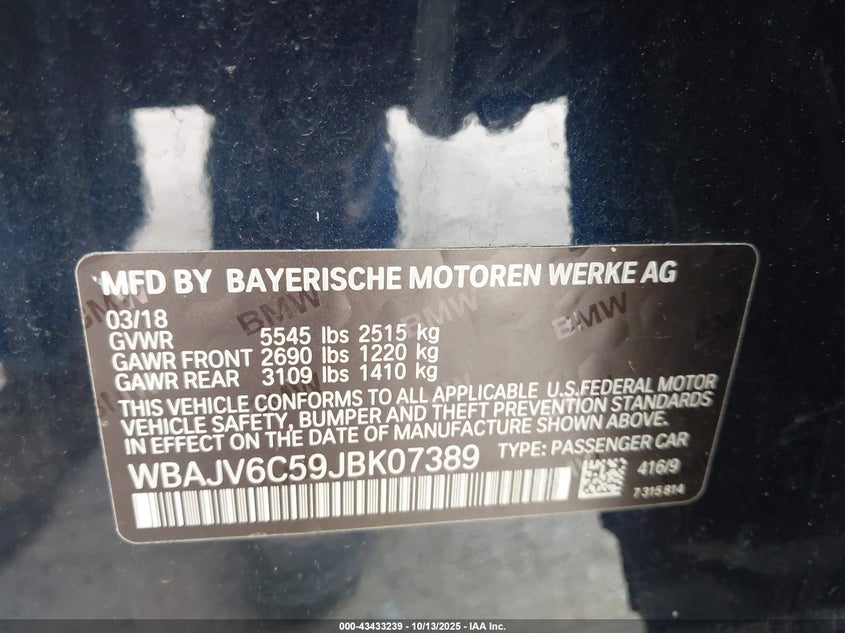 MFD BY BAYERISCHE MOTOREN WERKE AG
03/18
GVWR 5545 lbs 2515 kg
GAWR FRONT 2690 lbs 1220 kg
GAWR REAR 3109 lbs 1410 kg
THIS VEHICLE CONFORMS TO ALL APPLICABLE U.S.FEDERAL MOTOR
VEHICLE SAFETY, BUMPER AND THEFT PREVENTION STANDARDS
IN EFFECT ON THE DATE OF MANUFACTURE SHOWN ABOVE.
WBAJV6C59JBK07389 TYPE: PASSENGER CAR
416/9
7 315 814
BMW
BMW
BMW
000-43433239 - 10/13/2025 - IAA Inc.